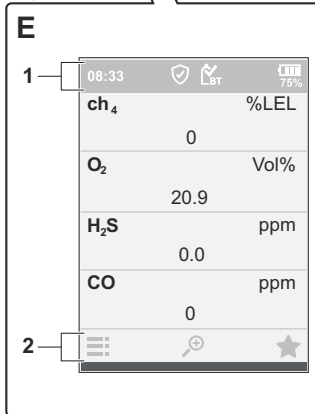 E
1
08:33 BT 75%
ch₄ %LEL
0
O₂ Vol%
20.9
H₂S ppm
0.0
CO ppm
0
2